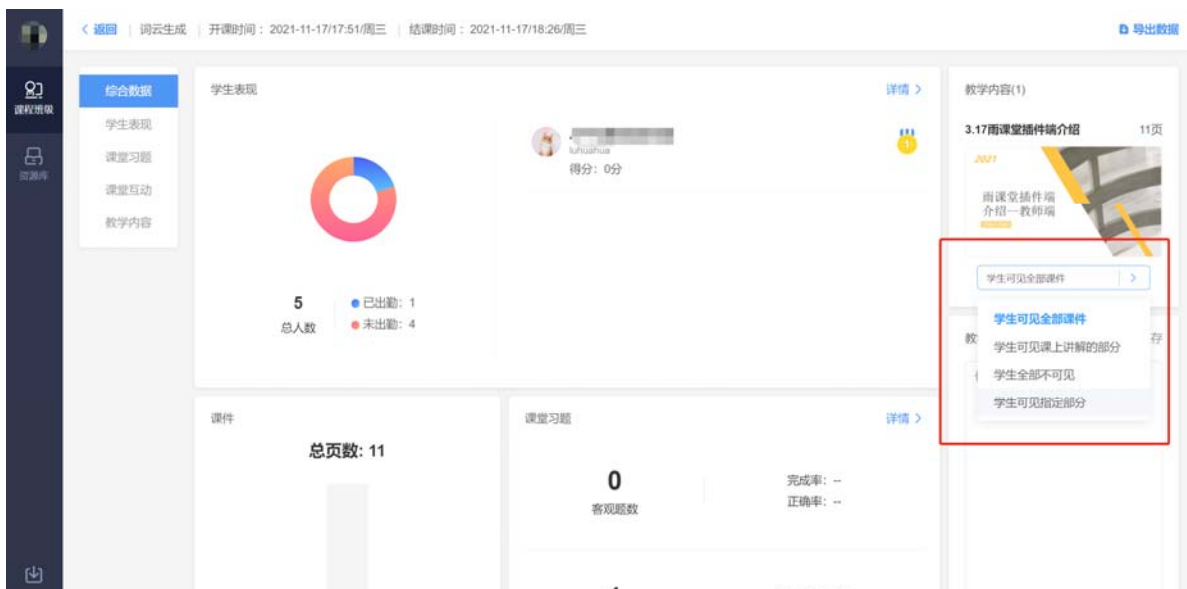 返回 词云生成 开课时间：2021-11-17/17:51/周三 结课时间：2021-11-17/18:26/周三 导出数据
课程班级
资源库
综合数据
学生表现
课堂习题
课堂互动
教学内容
学生表现 详情
luhuahua
1
得分：0分
5
总人数
已出勤：1
未出勤：4
教学内容(1)
3.17雨课堂插件端介绍 11页
2021
雨课堂插件端
介绍一教师端
学生可见全部课件
学生可见全部课件
学生可见课上讲解的部分
学生全部不可见
学生可见指定部分
教
存
课件
总页数: 11
课堂习题 详情
0
客观题数
完成率：--
正确率：--